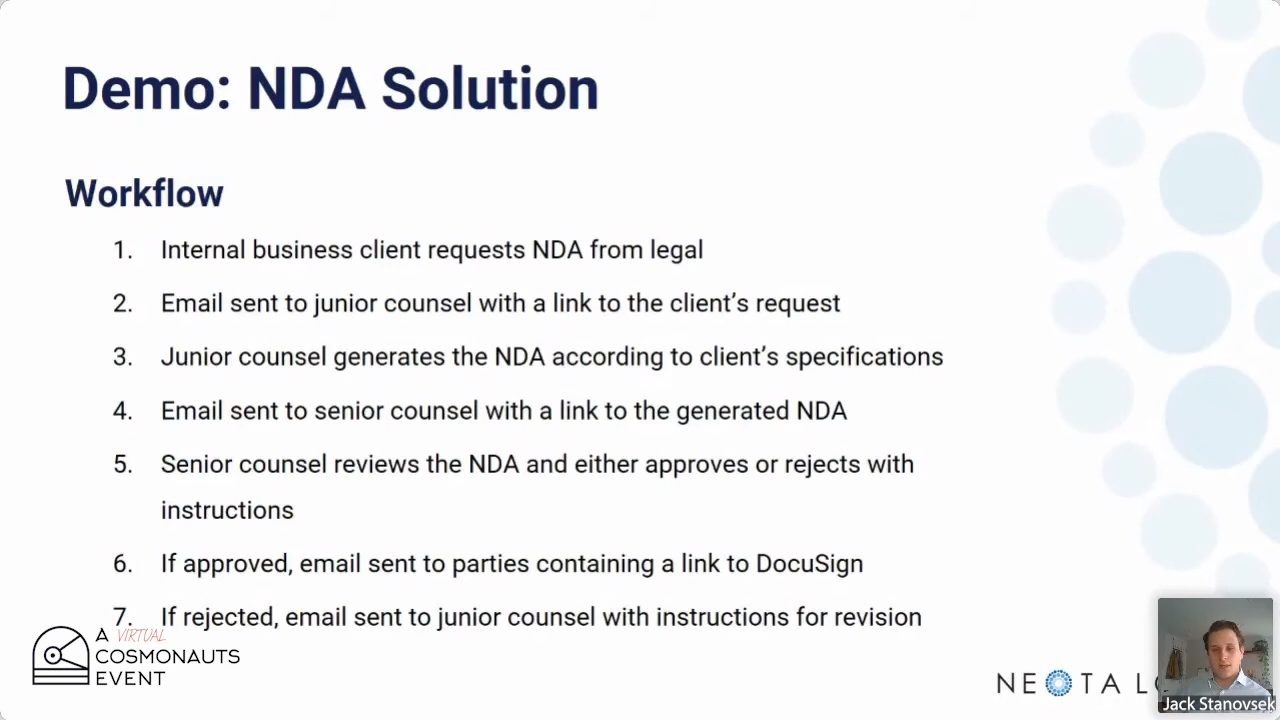 Demo: NDA Solution
Workflow
1. Internal business client requests NDA from legal
2. Email sent to junior counsel with a link to the client’s request
3. Junior counsel generates the NDA according to client’s specifications
4. Email sent to senior counsel with a link to the generated NDA
5. Senior counsel reviews the NDA and either approves or rejects with
instructions
6. If approved, email sent to parties containing a link to DocuSign
7. If rejected, email sent to junior counsel with instructions for revision
A VIRTUAL
COSMONAUTS
EVENT
NEOTA
Jack Stanovsek